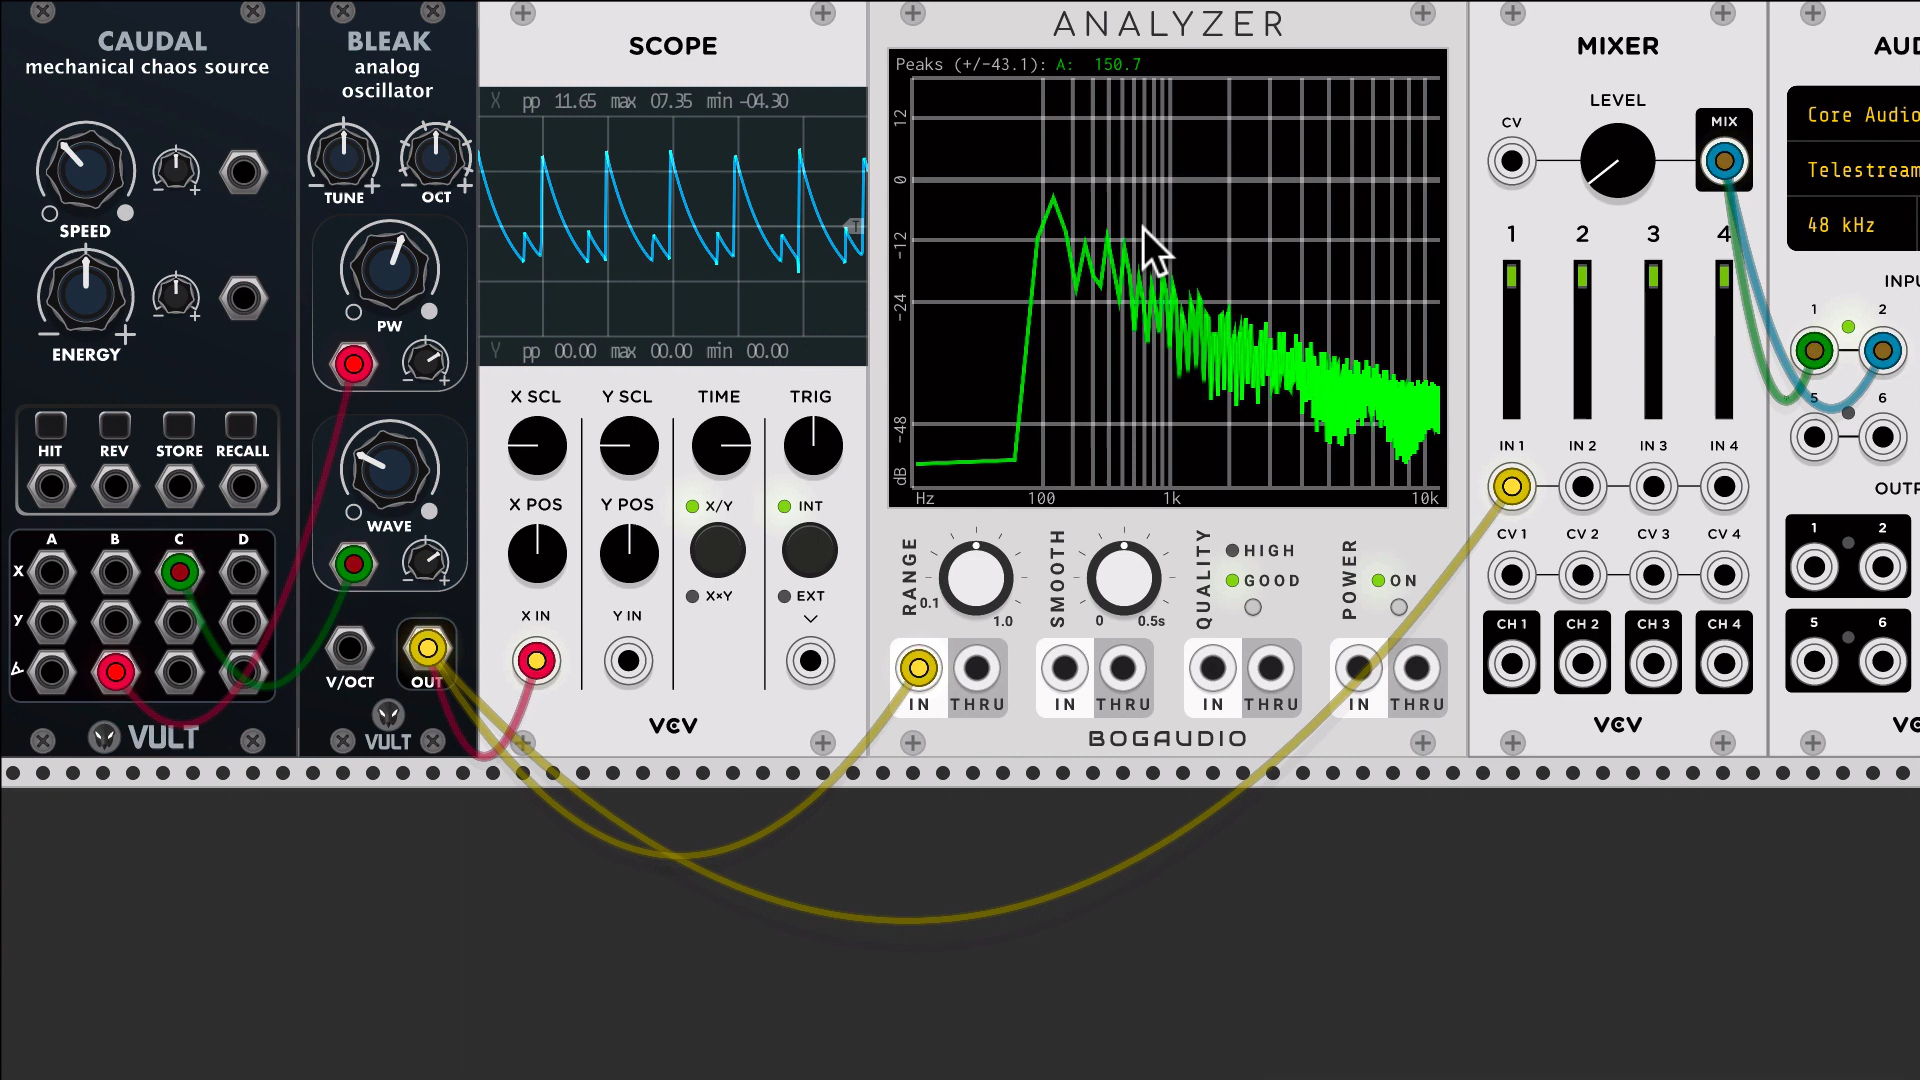 CAUDAL
mechanical chaos source
SPEED
ENERGY
HIT REV STORE RECALL
A B C D
X
y
VULT
BLEAK
analog
oscillator
TUNE OCT
PW
WAVE
V/OCT OUT
VULT
SCOPE
X pp 11.65 max 07.35 min -04.30
T
Y pp 00.00 max 00.00 min 00.00
X SCL Y SCL TIME TRIG
X POS Y POS X/Y INT
X×Y EXT
X IN Y IN
VCV
ANALYZER
Peaks (+/-43.1): A: 150.7
12
0
-12
-24
-48
dB
Hz 100 1k 10k
RANGE 0.1 1.0
SMOOTH 0 0.5s
QUALITY HIGH GOOD
POWER ON
IN THRU IN THRU IN THRU IN THRU
BOGAUDIO
MIXER
LEVEL
CV MIX
1 2 3 4
IN 1 IN 2 IN 3 IN 4
CV 1 CV 2 CV 3 CV 4
CH 1 CH 2 CH 3 CH 4
VCV
AUD
Core Audio
Telestream
48 kHz
INPU
1 2
5 6
OUTP
1 2
5 6
VC